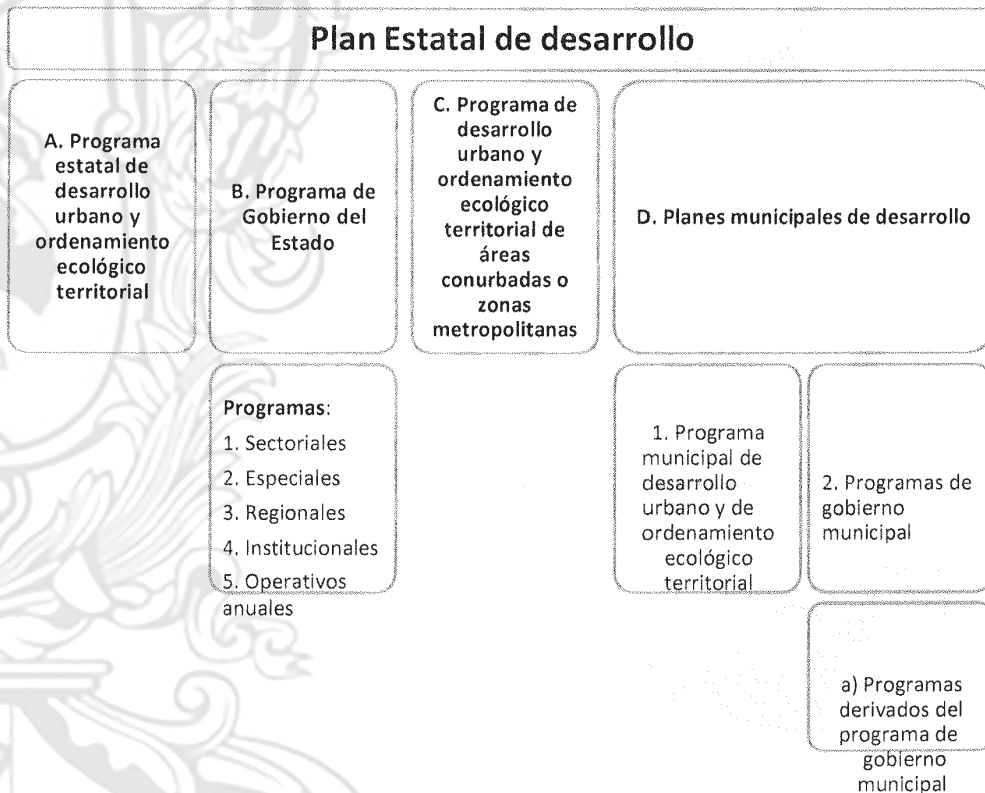 Plan Estatal de desarrollo
A. Programa
estatal de
desarrollo
urbano y
ordenamiento
ecológico
territorial
B. Programa de
Gobierno del
Estado
C. Programa de
desarrollo
urbano y
ordenamiento
ecológico
territorial de
áreas
conurbadas o
zonas
metropolitanas
D. Planes municipales de desarrollo
Programas:
1. Sectoriales
2. Especiales
3. Regionales
4. Institucionales
5. Operativos
anuales
1. Programa
municipal de
desarrollo
urbano y de
ordenamiento
ecológico
territorial
2. Programas de
gobierno
municipal
a) Programas
derivados del
programa de
gobierno
municipal